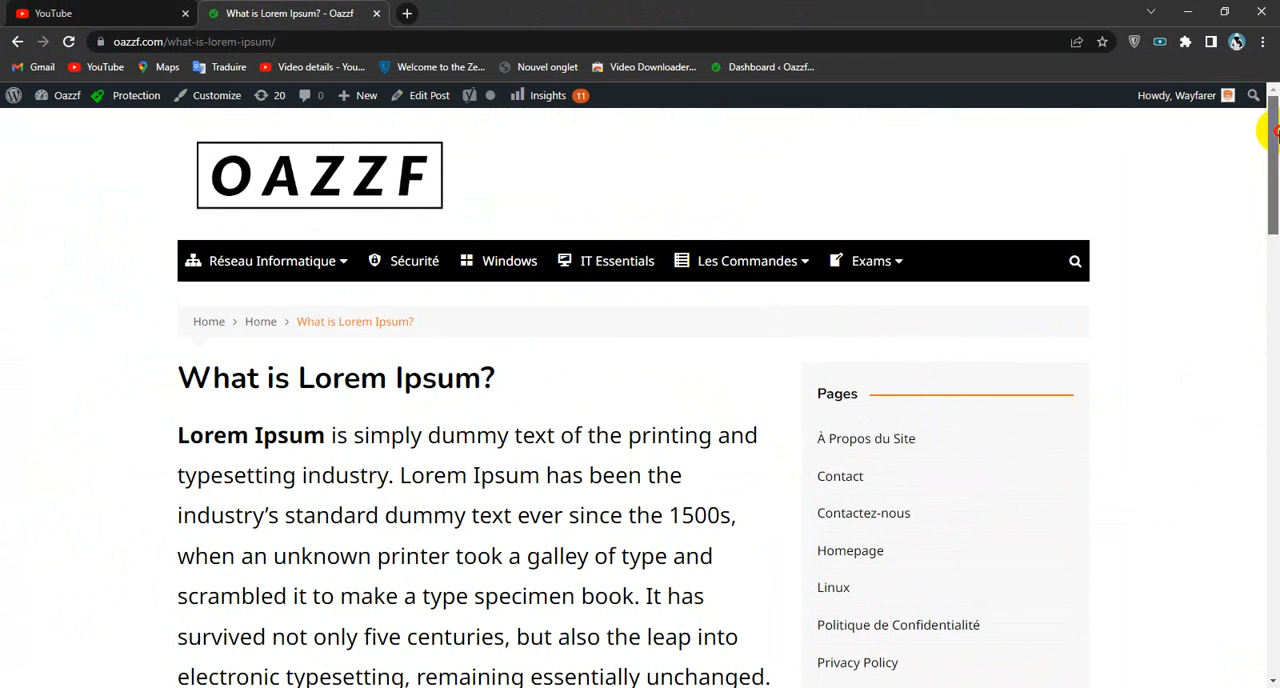 YouTube
What is Lorem Ipsum? - Oazzf
oazzf.com/what-is-lorem-ipsum/
Gmail YouTube Maps Traduire Video details - You... Welcome to the Ze... Nouvel onglet Video Downloader... Dashboard ‹ Oazzf...
Oazzf Protection Customize 20 0 New Edit Post Insights 11 Howdy, Wayfarer
OAZZF
Réseau Informatique Sécurité Windows IT Essentials Les Commandes Exams
Home > Home > What is Lorem Ipsum?
What is Lorem Ipsum?
Lorem Ipsum is simply dummy text of the printing and
typesetting industry. Lorem Ipsum has been the
industry’s standard dummy text ever since the 1500s,
when an unknown printer took a galley of type and
scrambled it to make a type specimen book. It has
survived not only five centuries, but also the leap into
electronic typesetting, remaining essentially unchanged.
Pages
À Propos du Site
Contact
Contactez-nous
Homepage
Linux
Politique de Confidentialité
Privacy Policy